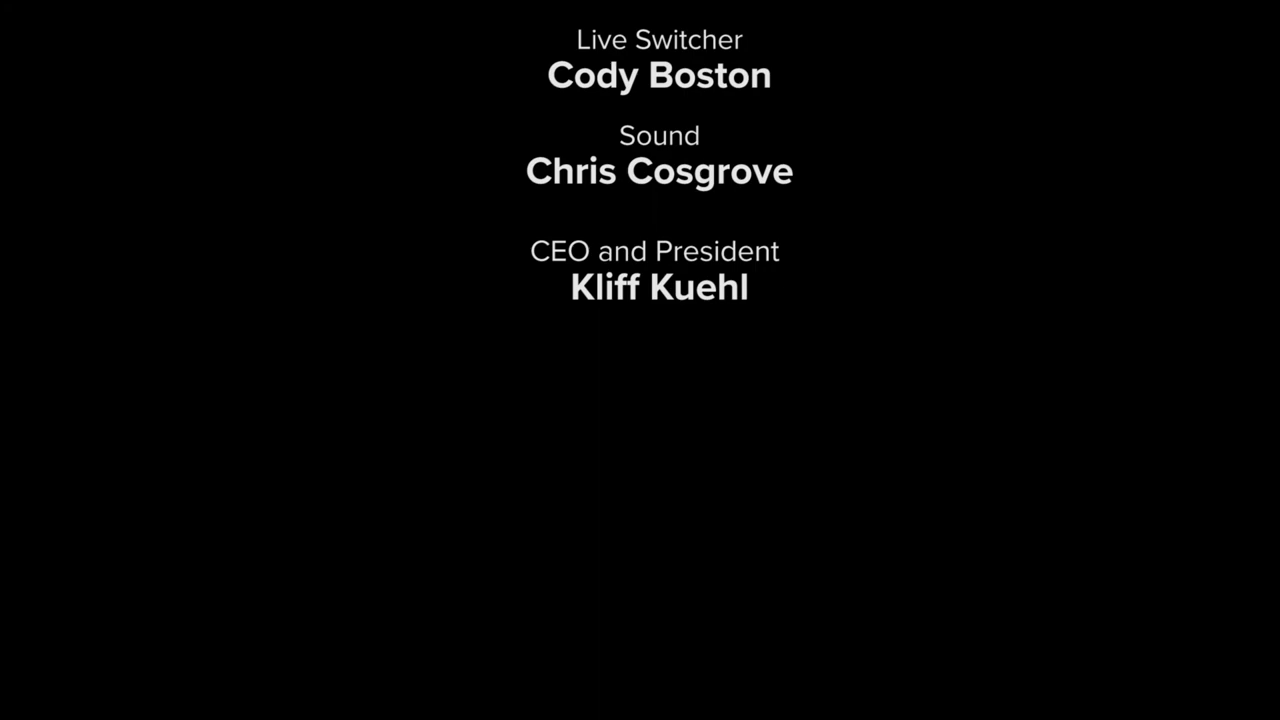 Live Switcher
Cody Boston
Sound
Chris Cosgrove
CEO and President
Kliff Kuehl